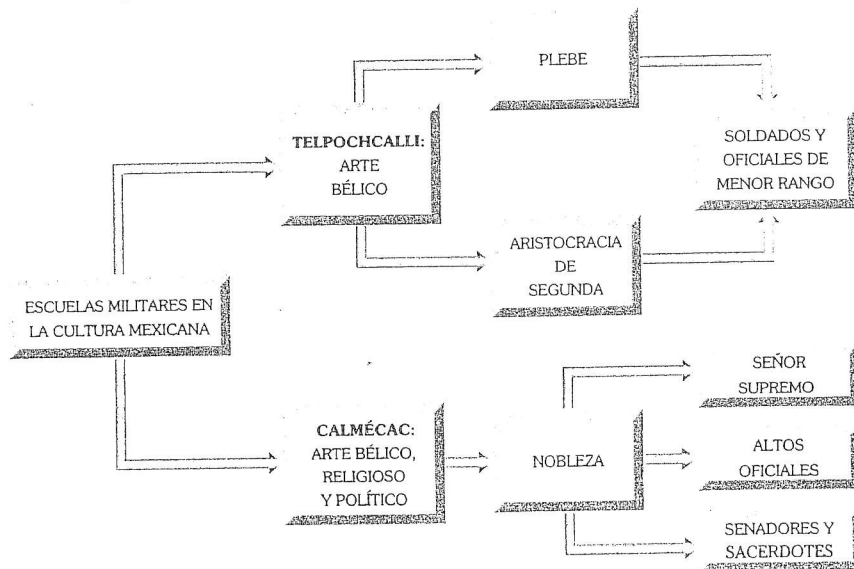 ESCUELAS MILITARES EN
LA CULTURA MEXICANA
TELPOCHCALLI:
ARTE
BÉLICO
PLEBE
ARISTOCRACIA
DE
SEGUNDA
SOLDADOS Y
OFICIALES DE
MENOR RANGO
CALMÉCAC:
ARTE BÉLICO,
RELIGIOSO
Y POLÍTICO
NOBLEZA
SEÑOR
SUPREMO
ALTOS
OFICIALES
SENADORES Y
SACERDOTES